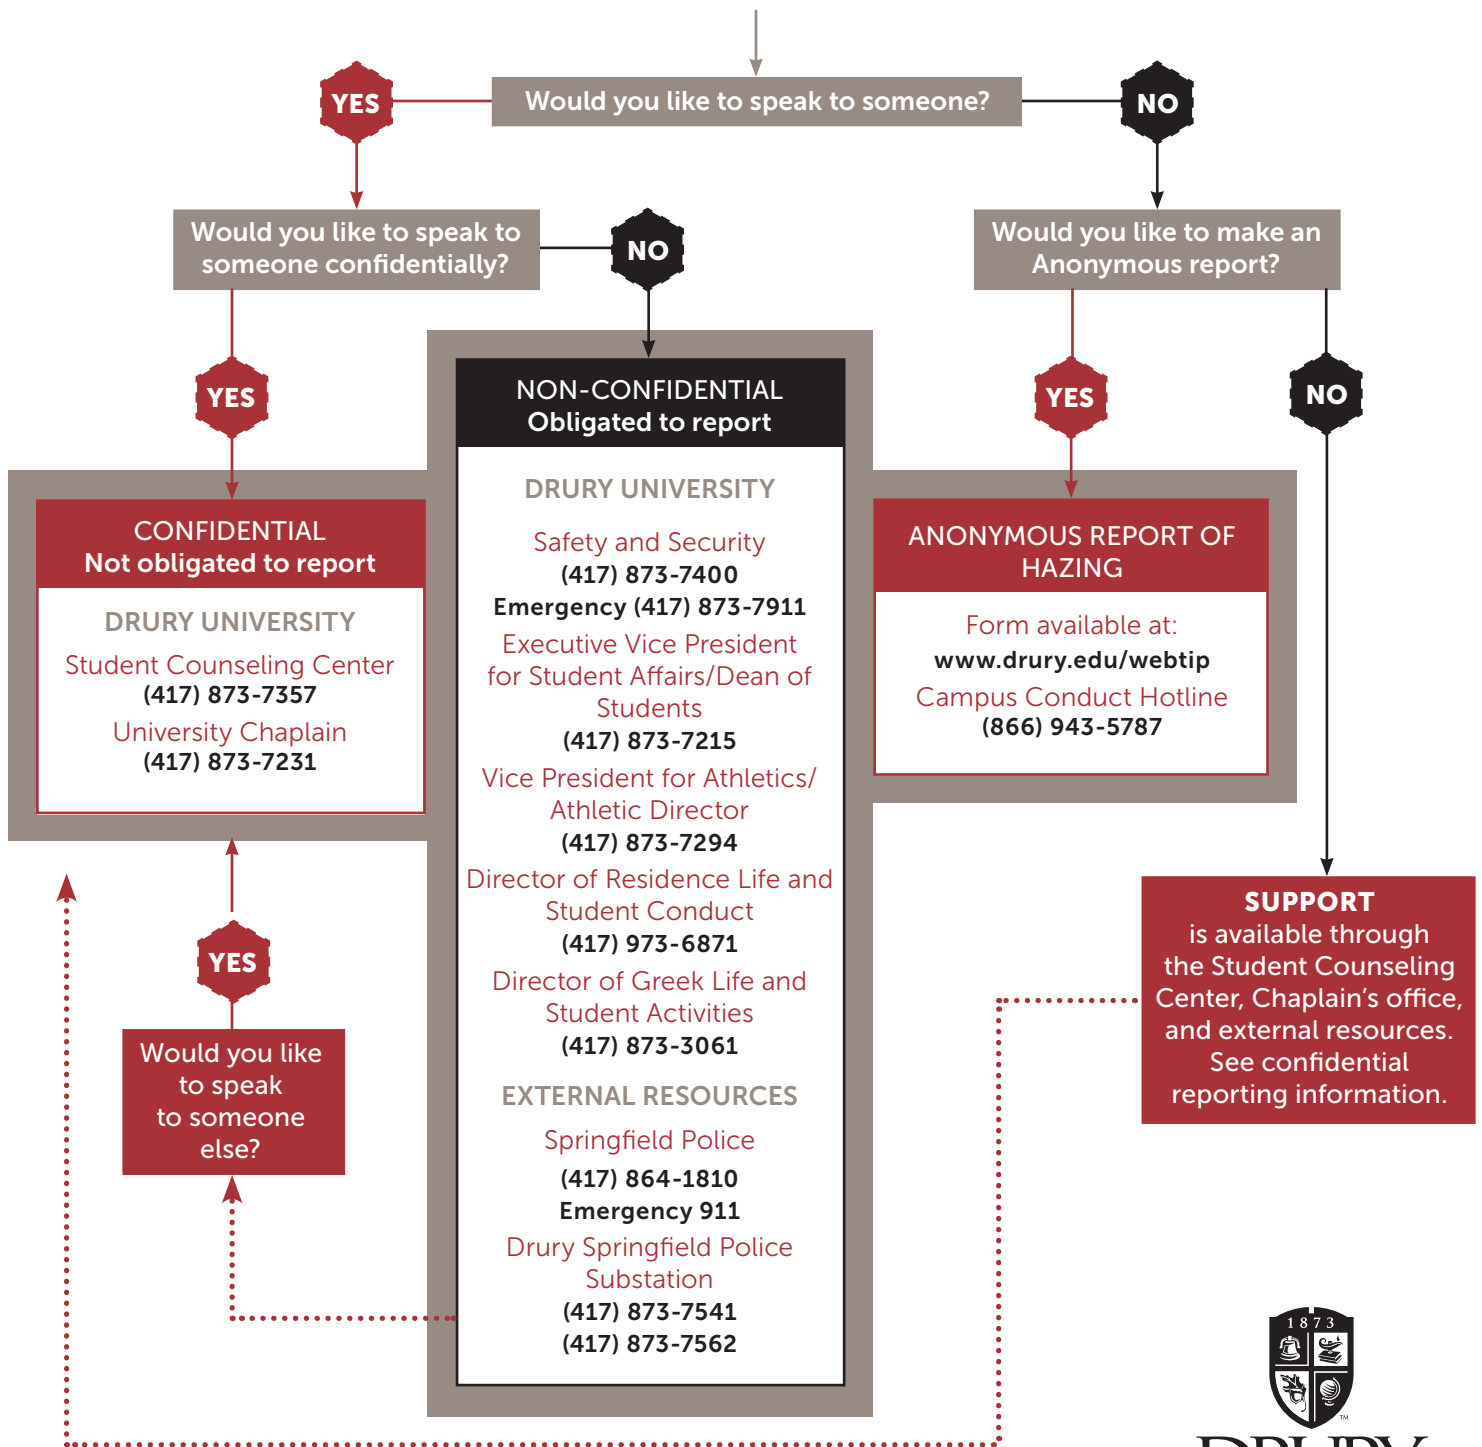 Would you like to speak to someone?
YES
NO
Would you like to speak to
someone confidentially?
NO
Would you like to make an
Anonymous report?
YES
YES
NO
CONFIDENTIAL
Not obligated to report
DRURY UNIVERSITY
Student Counseling Center
(417) 873-7357
University Chaplain
(417) 873-7231
NON-CONFIDENTIAL
Obligated to report
DRURY UNIVERSITY
Safety and Security
(417) 873-7400
Emergency (417) 873-7911
Executive Vice President
for Student Affairs/Dean of
Students
(417) 873-7215
Vice President for Athletics/
Athletic Director
(417) 873-7294
Director of Residence Life and
Student Conduct
(417) 973-6871
Director of Greek Life and
Student Activities
(417) 873-3061
EXTERNAL RESOURCES
Springfield Police
(417) 864-1810
Emergency 911
Drury Springfield Police
Substation
(417) 873-7541
(417) 873-7562
ANONYMOUS REPORT OF
HAZING
Form available at:
www.drury.edu/webtip
Campus Conduct Hotline
(866) 943-5787
YES
Would you like
to speak
to someone
else?
SUPPORT
is available through
the Student Counseling
Center, Chaplain's office,
and external resources.
See confidential
reporting information.
1873
TM
DRURY